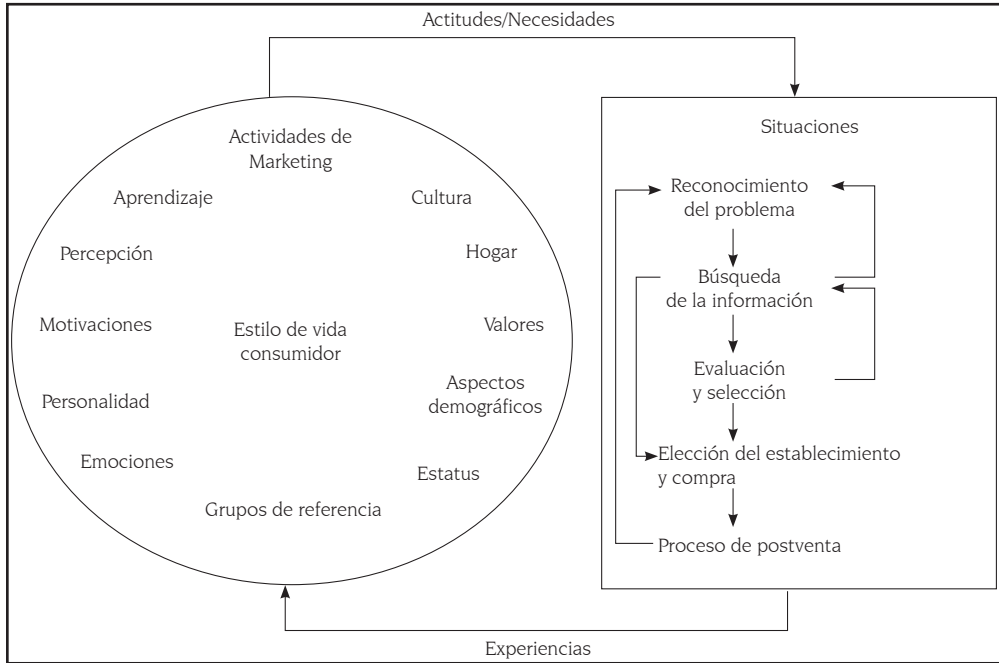 Actitudes/Necesidades
Actividades de
Marketing
Aprendizaje
Cultura
Percepción
Hogar
Motivaciones
Estilo de vida
consumidor
Valores
Personalidad
Aspectos
demográficos
Emociones
Estatus
Grupos de referencia
Situaciones
Reconocimiento
del problema
Búsqueda
de la información
Evaluación
y selección
Elección del establecimiento
y compra
Proceso de postventa
Experiencias